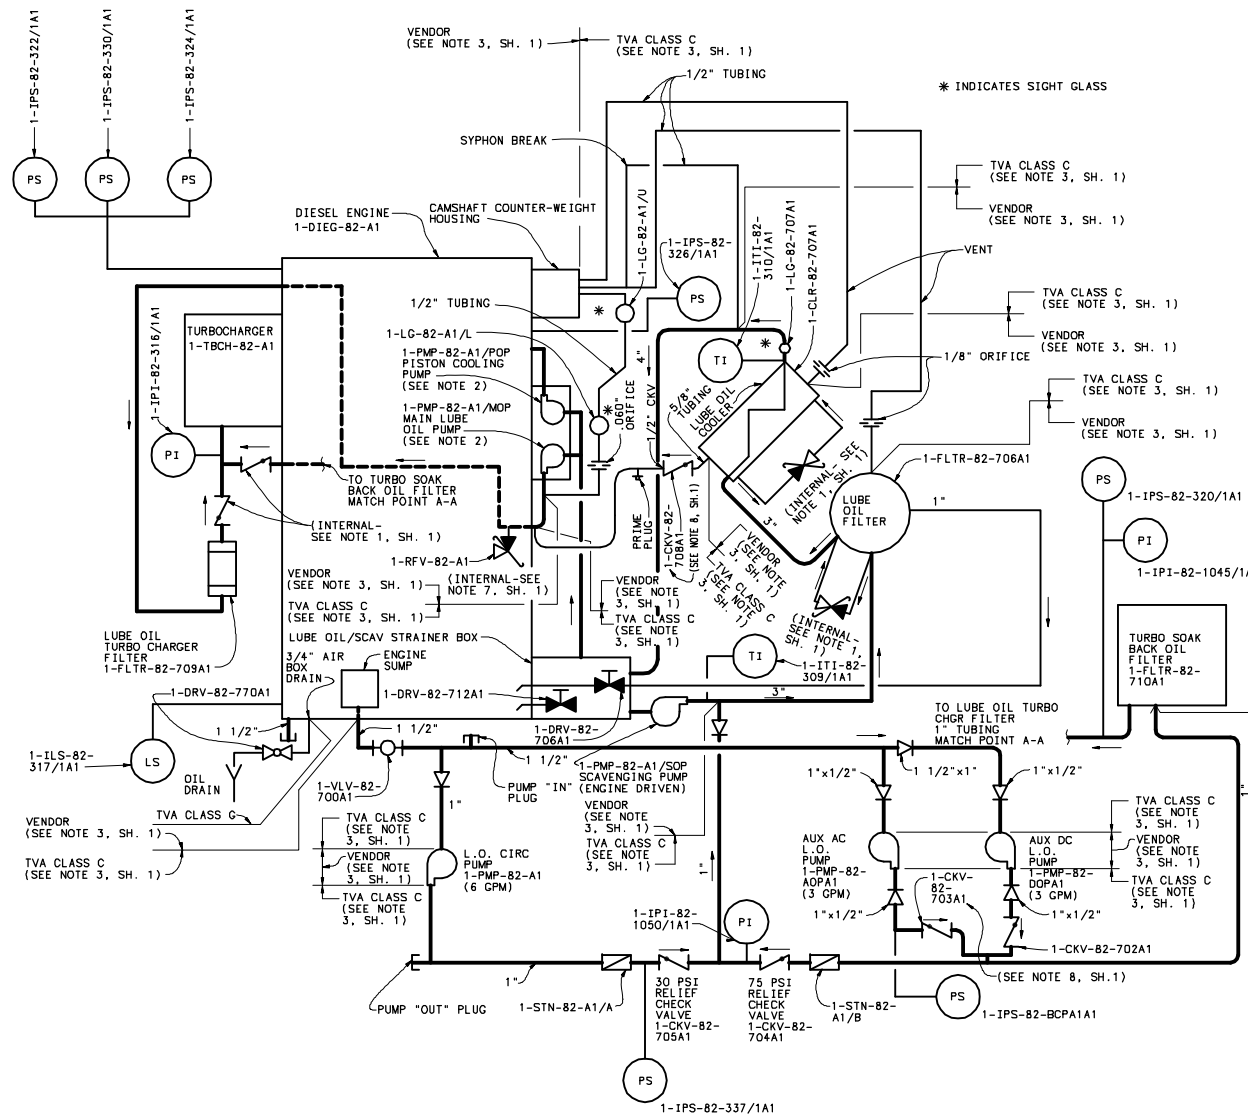 1-IPS-82-322/1A1
1-IPS-82-330/1A1
1-IPS-82-324/1A1
PS
PS
PS
VENDOR
(SEE NOTE 3, SH. 1)
TVA CLASS C
(SEE NOTE 3, SH. 1)
1/2" TUBING
* INDICATES SIGHT GLASS
SYPHON BREAK
TVA CLASS C
(SEE NOTE 3, SH. 1)
VENDOR
(SEE NOTE 3, SH. 1)
DIESEL ENGINE
1-DIEG-82-A1
CAMSHAFT COUNTER-WEIGHT
HOUSING
1-LG-82-A1/U
1-IPS-82-
326/1A1
PS
1-ITI-82-
310/1A1
1-LG-82-707A1
1-CLR-82-707A1
VENT
TVA CLASS C
(SEE NOTE 3, SH. 1)
VENDOR
(SEE NOTE 3, SH. 1)
1/2" TUBING
*
TURBOCHARGER
1-TBCH-82-A1
1-IPI-82-316/1A1
1-LG-82-A1/L
1-PMP-82-A1/POP
PISTON COOLING
PUMP
(SEE NOTE 2)
1-PMP-82-A1/MOP
MAIN LUBE
OIL PUMP
(SEE NOTE 2)
*
.060"
ORIFICE
4"
1/2" CKV
TI
*
5/8"
TUBING
LUBE OIL
COOLER
1/8" ORIFICE
TVA CLASS C
(SEE NOTE 3, SH. 1)
VENDOR
(SEE NOTE 3, SH. 1)
PI
TO TURBO SOAK
BACK OIL FILTER
MATCH POINT A-A
(INTERNAL-
SEE NOTE 1, SH. 1)
1-RFV-82-A1
(INTERNAL-SEE
NOTE 7, SH. 1)
PRIME
PLUG
1-CKV-82-
708A1
(SEE NOTE 8, SH.1)
3"
(INTERNAL- SEE
NOTE 1, SH. 1)
1-FLTR-82-706A1
LUBE
OIL
FILTER
1"
PS
1-IPS-82-320/1A1
PI
1-IPI-82-1045/1A
VENDOR
(SEE NOTE
3, SH. 1)
TVA CLASS C
(SEE NOTE
3, SH. 1)
VENDOR
(SEE NOTE 3, SH. 1)
TVA CLASS C
(SEE NOTE 3, SH. 1)
VENDOR
(SEE NOTE
3, SH. 1)
TVA CLASS C
(SEE NOTE
3, SH. 1)
(INTERNAL-
SEE NOTE 1,
SH. 1)
LUBE OIL
TURBO CHARGER
FILTER
1-FLTR-82-709A1
LUBE OIL/SCAV STRAINER BOX
3/4" AIR
BOX
DRAIN
ENGINE
SUMP
TI
1-ITI-82-
309/1A1
TURBO SOAK
BACK OIL
FILTER
1-FLTR-82-
710A1
1-DRV-82-770A1
1-DRV-82-712A1
3"
1 1/2"
1 1/2"
1-DRV-82-
706A1
1 1/2"
TO LUBE OIL TURBO
CHGR FILTER
1" TUBING
MATCH POINT A-A
1-ILS-82-
317/1A1
LS
OIL
DRAIN
1-VLV-82-
700A1
PUMP "IN"
PLUG
1-PMP-82-A1/SOP
SCAVENGING PUMP
(ENGINE DRIVEN)
1 1/2"x1"
1"x1/2"
1"x1/2"
1"
TVA CLASS G
VENDOR
(SEE NOTE 3, SH. 1)
TVA CLASS C
(SEE NOTE 3, SH. 1)
1"
TVA CLASS C
(SEE NOTE
3, SH. 1)
VENDOR
(SEE NOTE
3, SH. 1)
TVA CLASS C
(SEE NOTE
3, SH. 1)
L.O. CIRC
PUMP
1-PMP-82-A1
(6 GPM)
VENDOR
(SEE NOTE
3, SH. 1)
TVA CLASS C
(SEE NOTE
3, SH. 1)
1"
AUX AC
L.O.
PUMP
1-PMP-82-
AOPA1
(3 GPM)
AUX DC
L.O.
PUMP
1-PMP-82-
DOPA1
(3 GPM)
TVA CLASS C
(SEE NOTE
3, SH. 1)
VENDOR
(SEE NOTE
3, SH. 1)
TVA CLASS C
(SEE NOTE
3, SH. 1)
1-CKV-
82-
703A1
1"x1/2"
1"x1/2"
1-IPI-82-
1050/1A1
PI
1-CKV-82-702A1
(SEE NOTE 8, SH.1)
1"
PUMP "OUT" PLUG
1-STN-82-A1/A
30 PSI
RELIEF
CHECK
VALVE
1-CKV-82-
705A1
75 PSI
RELIEF
CHECK
VALVE
1-CKV-82-
704A1
1-STN-82-
A1/B
PS
1-IPS-82-BCPA1A1
PS
1-IPS-82-337/1A1